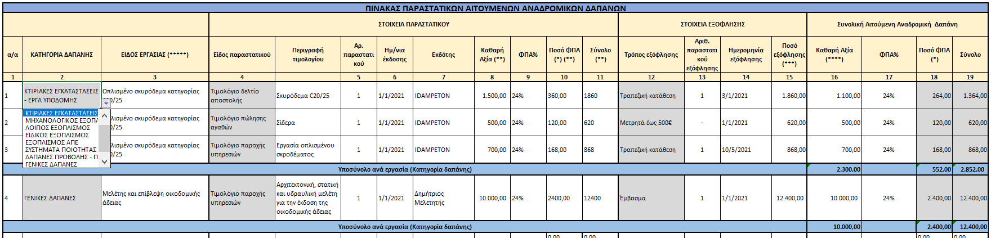 ΠΙΝΑΚΑΣ ΠΑΡΑΣΤΑΤΙΚΩΝ ΑΙΤΟΥΜΕΝΩΝ ΑΝΑΔΡΟΜΙΚΩΝ ΔΑΠΑΝΩΝ
ΣΤΟΙΧΕΙΑ ΠΑΡΑΣΤΑΤΙΚΟΥ ΣΤΟΙΧΕΙΑ ΕΞΟΦΛΗΣΗΣ Συνολική Αιτούμενη Αναδρομική Δαπάνη
α/α
ΚΑΤΗΓΟΡΙΑ ΔΑΠΑΝΗΣ
ΕΙΔΟΣ ΕΡΓΑΣΙΑΣ (*****)
Είδος παραστατικού
Περιγραφή
τιμολογίου
Αρ.
παραστατι
κού
Ημ/νια
έκδοσης
Εκδότης
Καθαρή
Αξία (**)
ΦΠΑ%
Ποσό ΦΠΑ
(*) (**)
Σύνολο
(**)
Τρόπος εξόφλησης
Αριθ.
παραστατι
κού
εξόφλησης
Ημερομηνία
εξόφλησης
Ποσό
εξόφλησης
(***)
Καθαρή Αξία
(****)
ΦΠΑ%
Ποσό ΦΠΑ
(*)
Σύνολο
1 2 3 4 5 6 7 8 9 10 11 12 13 14 15 16 17 18 19
1
ΚΤΙΡΙΑΚΕΣ ΕΓΚΑΤΑΣΤΑΣΕΙΣ
- ΕΡΓΑ ΥΠΟΔΟΜΗΣ
Οπλισμένο σκυρόδεμα κατηγορίας
20/25
Τιμολόγιο δελτίο
αποστολής
Σκυρόδεμα C20/25
1 1/1/2021 IDAMPETON 1.500,00 24% 360,00 1860 Τραπεζική κατάθεση 1 3/1/2021 1.860,00 1.100,00 24% 264,00 1.364,00
ΚΤΙΡΙΑΚΕΣ ΕΓΚΑΤΑΣΤΑΣΕΙΣ
ΜΗΧΑΝΟΛΟΓΙΚΟΣ ΕΞΟΠΛ
ΛΟΙΠΟΣ ΕΞΟΠΛΙΣΜΟΣ
ΕΙΔΙΚΟΣ ΕΞΟΠΛΙΣΜΟΣ
ΕΞΟΠΛΙΣΜΟΣ ΑΠΕ
ΣΥΣΤΗΜΑΤΑ ΠΟΙΟΤΗΤΑΣ
ΔΑΠΑΝΕΣ ΠΡΟΒΟΛΗΣ - Π
ΓΕΝΙΚΕΣ ΔΑΠΑΝΕΣ
2
πλισμένο σκυρόδεμα κατηγορίας
0/25
Τιμολόγιο πώλησης
αγαθών
Σίδερα
1 1/1/2021 IDAMPETON 500,00 24% 120,00 620 Μετρητά έως 500€ - 1/1/2021 620,00 500,00 24% 120,00 620,00
3
πλισμένο σκυρόδεμα κατηγορίας
0/25
Τιμολόγιο παροχής
υπηρεσιών
Εργασία οπλισμένου
σκροδέματος
1 1/1/2021 IDAMPETON 700,00 24% 168,00 868 Τραπεζική κατάθεση 1 10/5/2021 868,00 700,00 24% 168,00 868,00
Υποσύνολο ανά εργασία (Κατηγορία δαπάνης) 2.300,00 552,00 2.852,00
4
ΓΕΝΙΚΕΣ ΔΑΠΑΝΕΣ
Μελέτης και επίβλεψη οικοδομικής
άδειας
Τιμολόγιο παροχής
υπηρεσιών
Αρχιτεκτονική, στατική
και υδραυλική μελέτη
για την έκδοση της
οικοδομικής άδειας
1 1/1/2021
Δημήτριος
Μελετητής
10.000,00 24% 2400,00 12400 Έμβασμα 1 1/1/2021 12.400,00 10.000,00 24% 2.400,00 12.400,00
Υποσύνολο ανά εργασία (Κατηγορία δαπάνης) 10.000,00 2.400,00 12.400,00
0,00 0,00 0,00 0,00